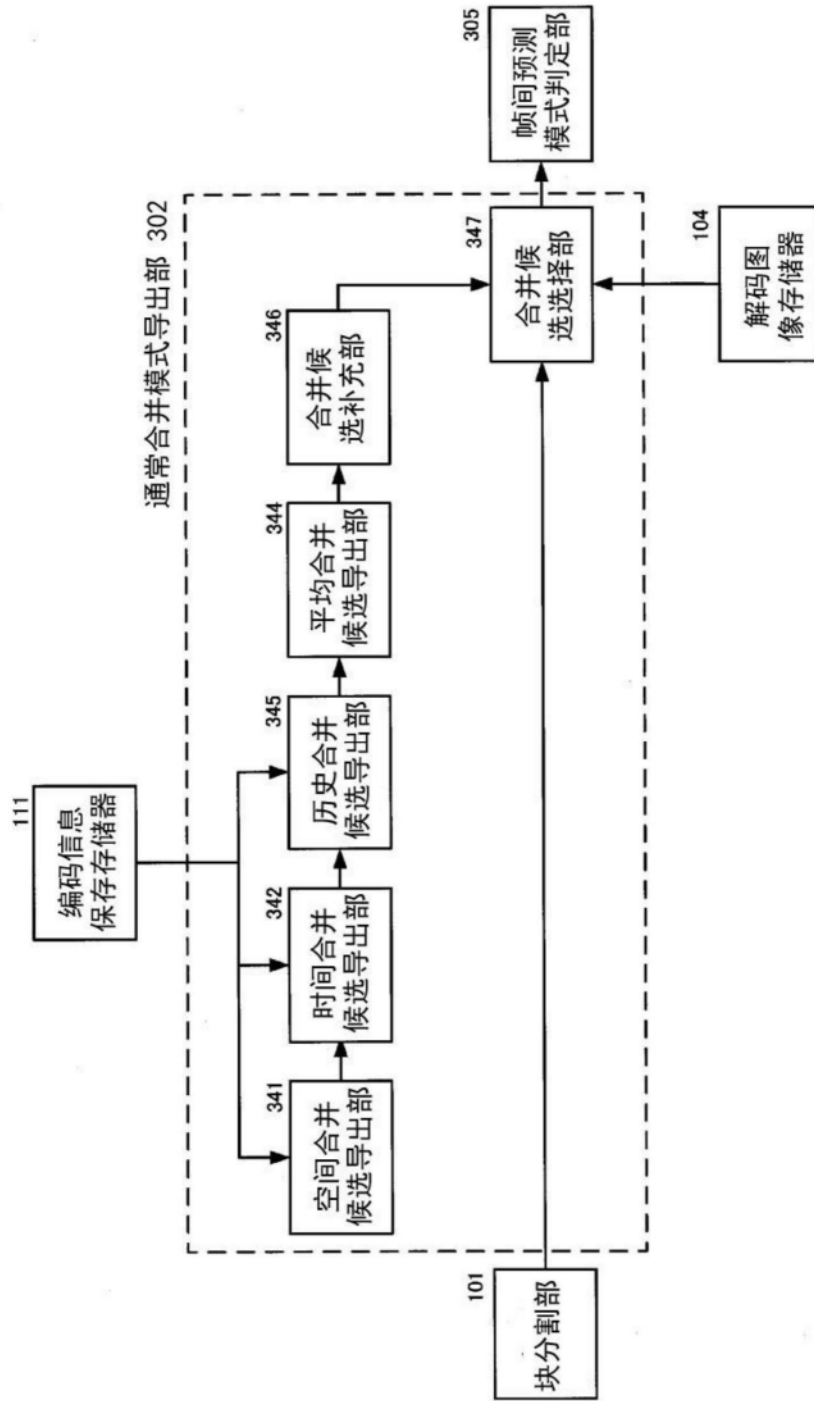 111
编码信息
保存存储器
通常合并模式导出部 302
341
空间合并
候选导出部
342
时间合并
候选导出部
345
历史合并
候选导出部
344
平均合并
候选导出部
346
合并候
选补充部
101
块分割部
347
合并候
选选择部
305
帧间预测
模式判定部
104
解码图
像存储器